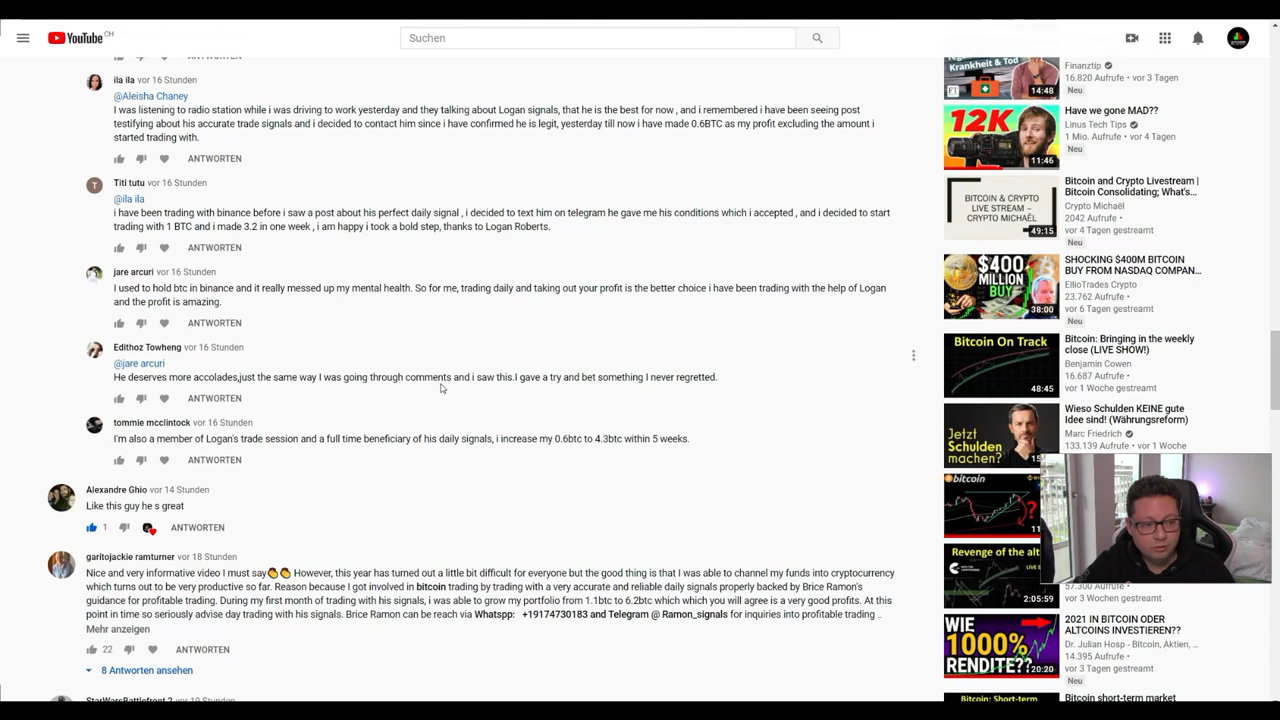 YouTube CH
Suchen
ANTWORTEN
ila ila vor 16 Stunden
@Aleisha Chaney
I was listening to radio station while i was driving to work yesterday and they talking about Logan signals, that he is the best for now , and i remembered i have been seeing post
testifying about his accurate trade signals and i decided to contact him since i have confirmed he is legit, yesterday till now i have made 0.6BTC as my profit excluding the amount i
started trading with.
ANTWORTEN
T
Titi tutu vor 16 Stunden
@ila ila
i have been trading with binance before i saw a post about his perfect daily signal , i decided to text him on telegram he gave me his conditions which i accepted , and i decided to start
trading with 1 BTC and i made 3.2 in one week , i am happy i took a bold step, thanks to Logan Roberts.
ANTWORTEN
jare arcuri vor 16 Stunden
I used to hold btc in binance and it really messed up my mental health. So for me, trading daily and taking out your profit is the better choice i have been trading with the help of Logan
and the profit is amazing.
ANTWORTEN
Edithoz Towheng vor 16 Stunden
@jare arcuri
He deserves more accolades,just the same way I was going through comments and i saw this.I gave a try and bet something I never regretted.
ANTWORTEN
tommie mcclintock vor 16 Stunden
I'm also a member of Logan's trade session and a full time beneficiary of his daily signals, i increase my 0.6btc to 4.3btc within 5 weeks.
ANTWORTEN
Alexandre Ghio vor 14 Stunden
Like this guy he s great
1 ANTWORTEN
garitojackie ramturner vor 18 Stunden
Nice and very informative video I must say👏👏 However, this year has turned out a little bit difficult for everyone but the good thing is that I was able to channel my funds into cryptocurrency
which turns out to be very productive so far. Reason because I got involved in bitcoin trading by trading with a very accurate and reliable daily signals properly backed by Brice Ramon's
guidance for profitable trading. During my first month of trading with his signals, i was able to grow my portfolio from 1.1btc to 6.2btc which which you will agree is a very good profits. At this
point in time so seriously advise day trading with his signals. Brice Ramon can be reach via Whatspp: +19174730183 and Telegram @ Ramon_signals for inquiries into profitable trading ..
Mehr anzeigen
22 ANTWORTEN
8 Antworten ansehen
StarWarsBattlefront 2 vor 19 Stunden
Krankheit & Tod
FT
14:48
Finanztip
16.820 Aufrufe • vor 3 Tagen
12K
11:46
Have we gone MAD??
Linus Tech Tips
1 Mio. Aufrufe • vor 4 Tagen
Neu
BITCOIN & CRYPTO
LIVE STREAM –
CRYPTO MICHAËL
49:15
Bitcoin and Crypto Livestream |
Bitcoin Consolidating; What's...
Crypto Michaël
2042 Aufrufe •
vor 4 Tagen gestreamt
Neu
$400
MILLION
BUY
38:00
SHOCKING $400M BITCOIN
BUY FROM NASDAQ COMPAN...
EllioTrades Crypto
23.762 Aufrufe •
vor 6 Tagen gestreamt
Neu
Bitcoin On Track
48:45
Bitcoin: Bringing in the weekly
close (LIVE SHOW!)
Benjamin Cowen
16.687 Aufrufe •
vor 1 Woche gestreamt
Jetzt
Schulden
machen?
Wieso Schulden KEINE gute
Idee sind! (Währungsreform)
Marc Friedrich
133.139 Aufrufe • vor 1 Woche
bitcoin
?
Revenge of the alt
2:05:59
57.300 Aufrufe •
vor 3 Wochen gestreamt
WIE
1000%
RENDITE??
20:20
2021 IN BITCOIN ODER
ALTCOINS INVESTIEREN??
Dr. Julian Hosp - Bitcoin, Aktien, ...
14.395 Aufrufe • vor 3 Tagen
Neu
Bitcoin: Short-term
Bitcoin short-term market